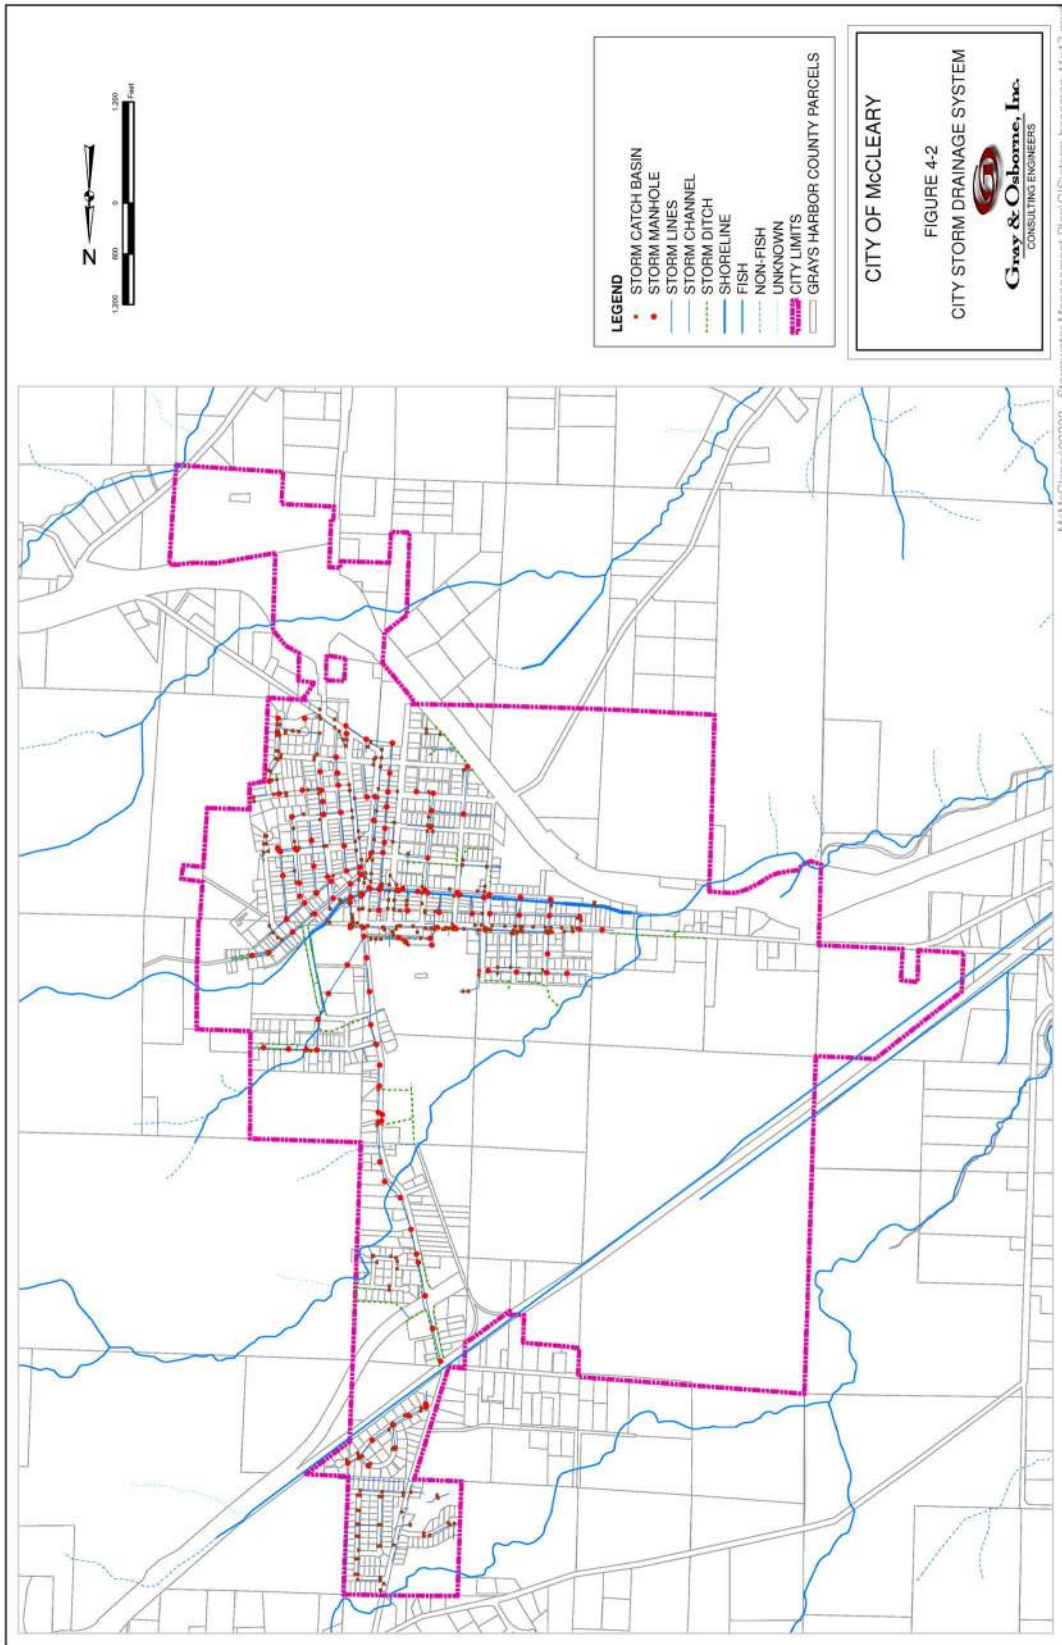 N
1,200
600
0
1,200
Feet
LEGEND
STORM CATCH BASIN
STORM MANHOLE
STORM LINES
STORM CHANNEL
STORM DITCH
SHORELINE
FISH
NON-FISH
UNKNOWN
CITY LIMITS
GRAYS HARBOR COUNTY PARCELS
CITY OF McCLEARY
FIGURE 4-2
CITY STORM DRAINAGE SYSTEM
G
Gray & Osborne, Inc.
CONSULTING ENGINEERS